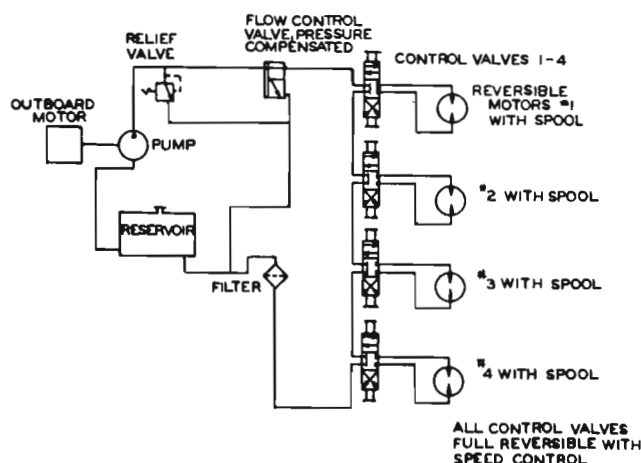 FLOW CONTROL
VALVE, PRESSURE
COMPENSATED
RELIEF
VALVE
CONTROL VALVES 1-4
REVERSIBLE
MOTORS #1
WITH SPOOL
OUTBOARD
MOTOR
PUMP
#2 WITH SPOOL
RESERVOIR
FILTER
#3 WITH SPOOL
#4 WITH SPOOL
ALL CONTROL VALVES
FULL REVERSIBLE WITH
SPEED CONTROL